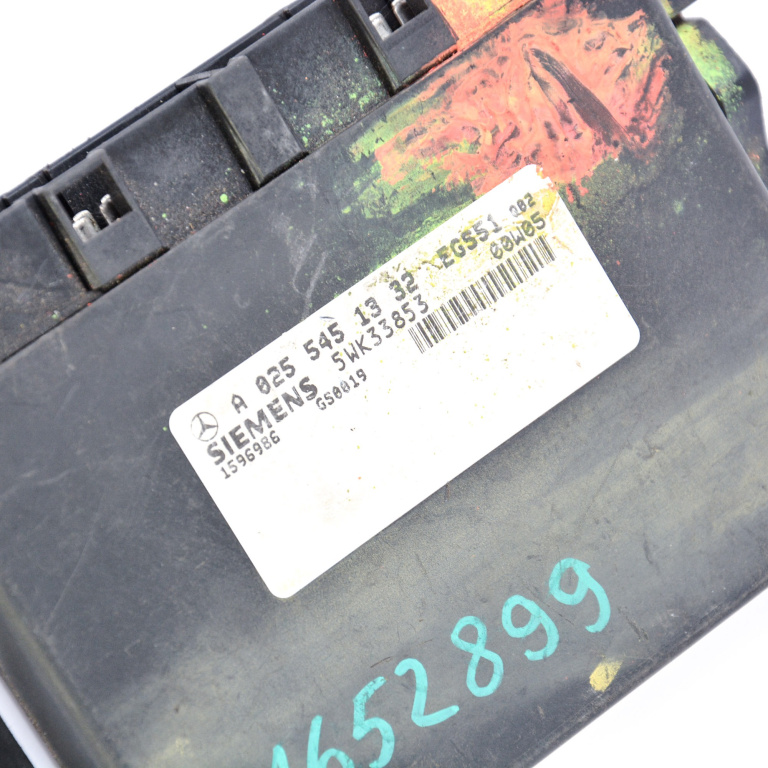 A 025 545 13 32 EGS51 Q02
SIEMENS 5WK33853 00W05
1596986 GS0019
1652899